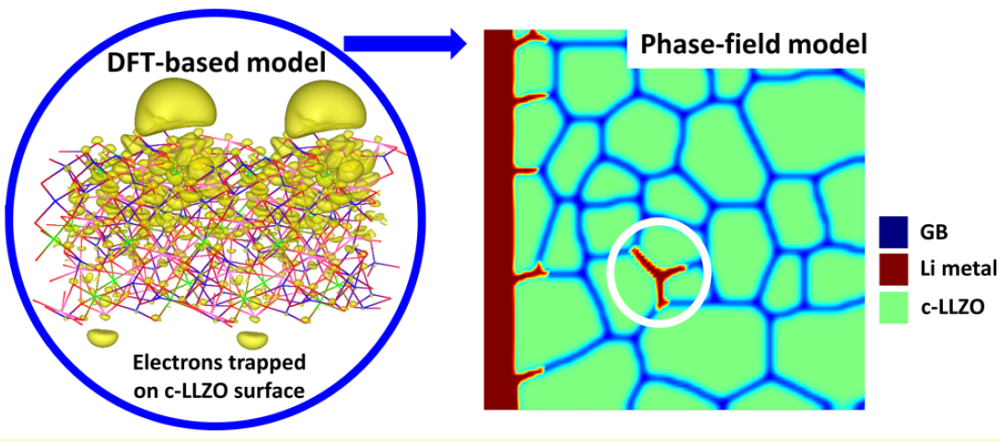 DFT-based model
Electrons trapped
on c-LLZO surface
Phase-field model
GB
Li metal
c-LLZO